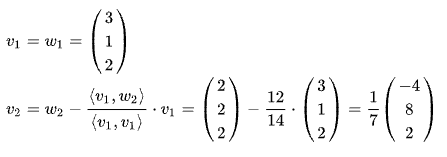 v₁ = w₁ = (3 1 2)
v₂ = w₂ − ⟨v₁, w₂⟩/⟨v₁, v₁⟩ · v₁ = (2 2 2) − 12/14 · (3 1 2) = 1/7 (−4 8 2)